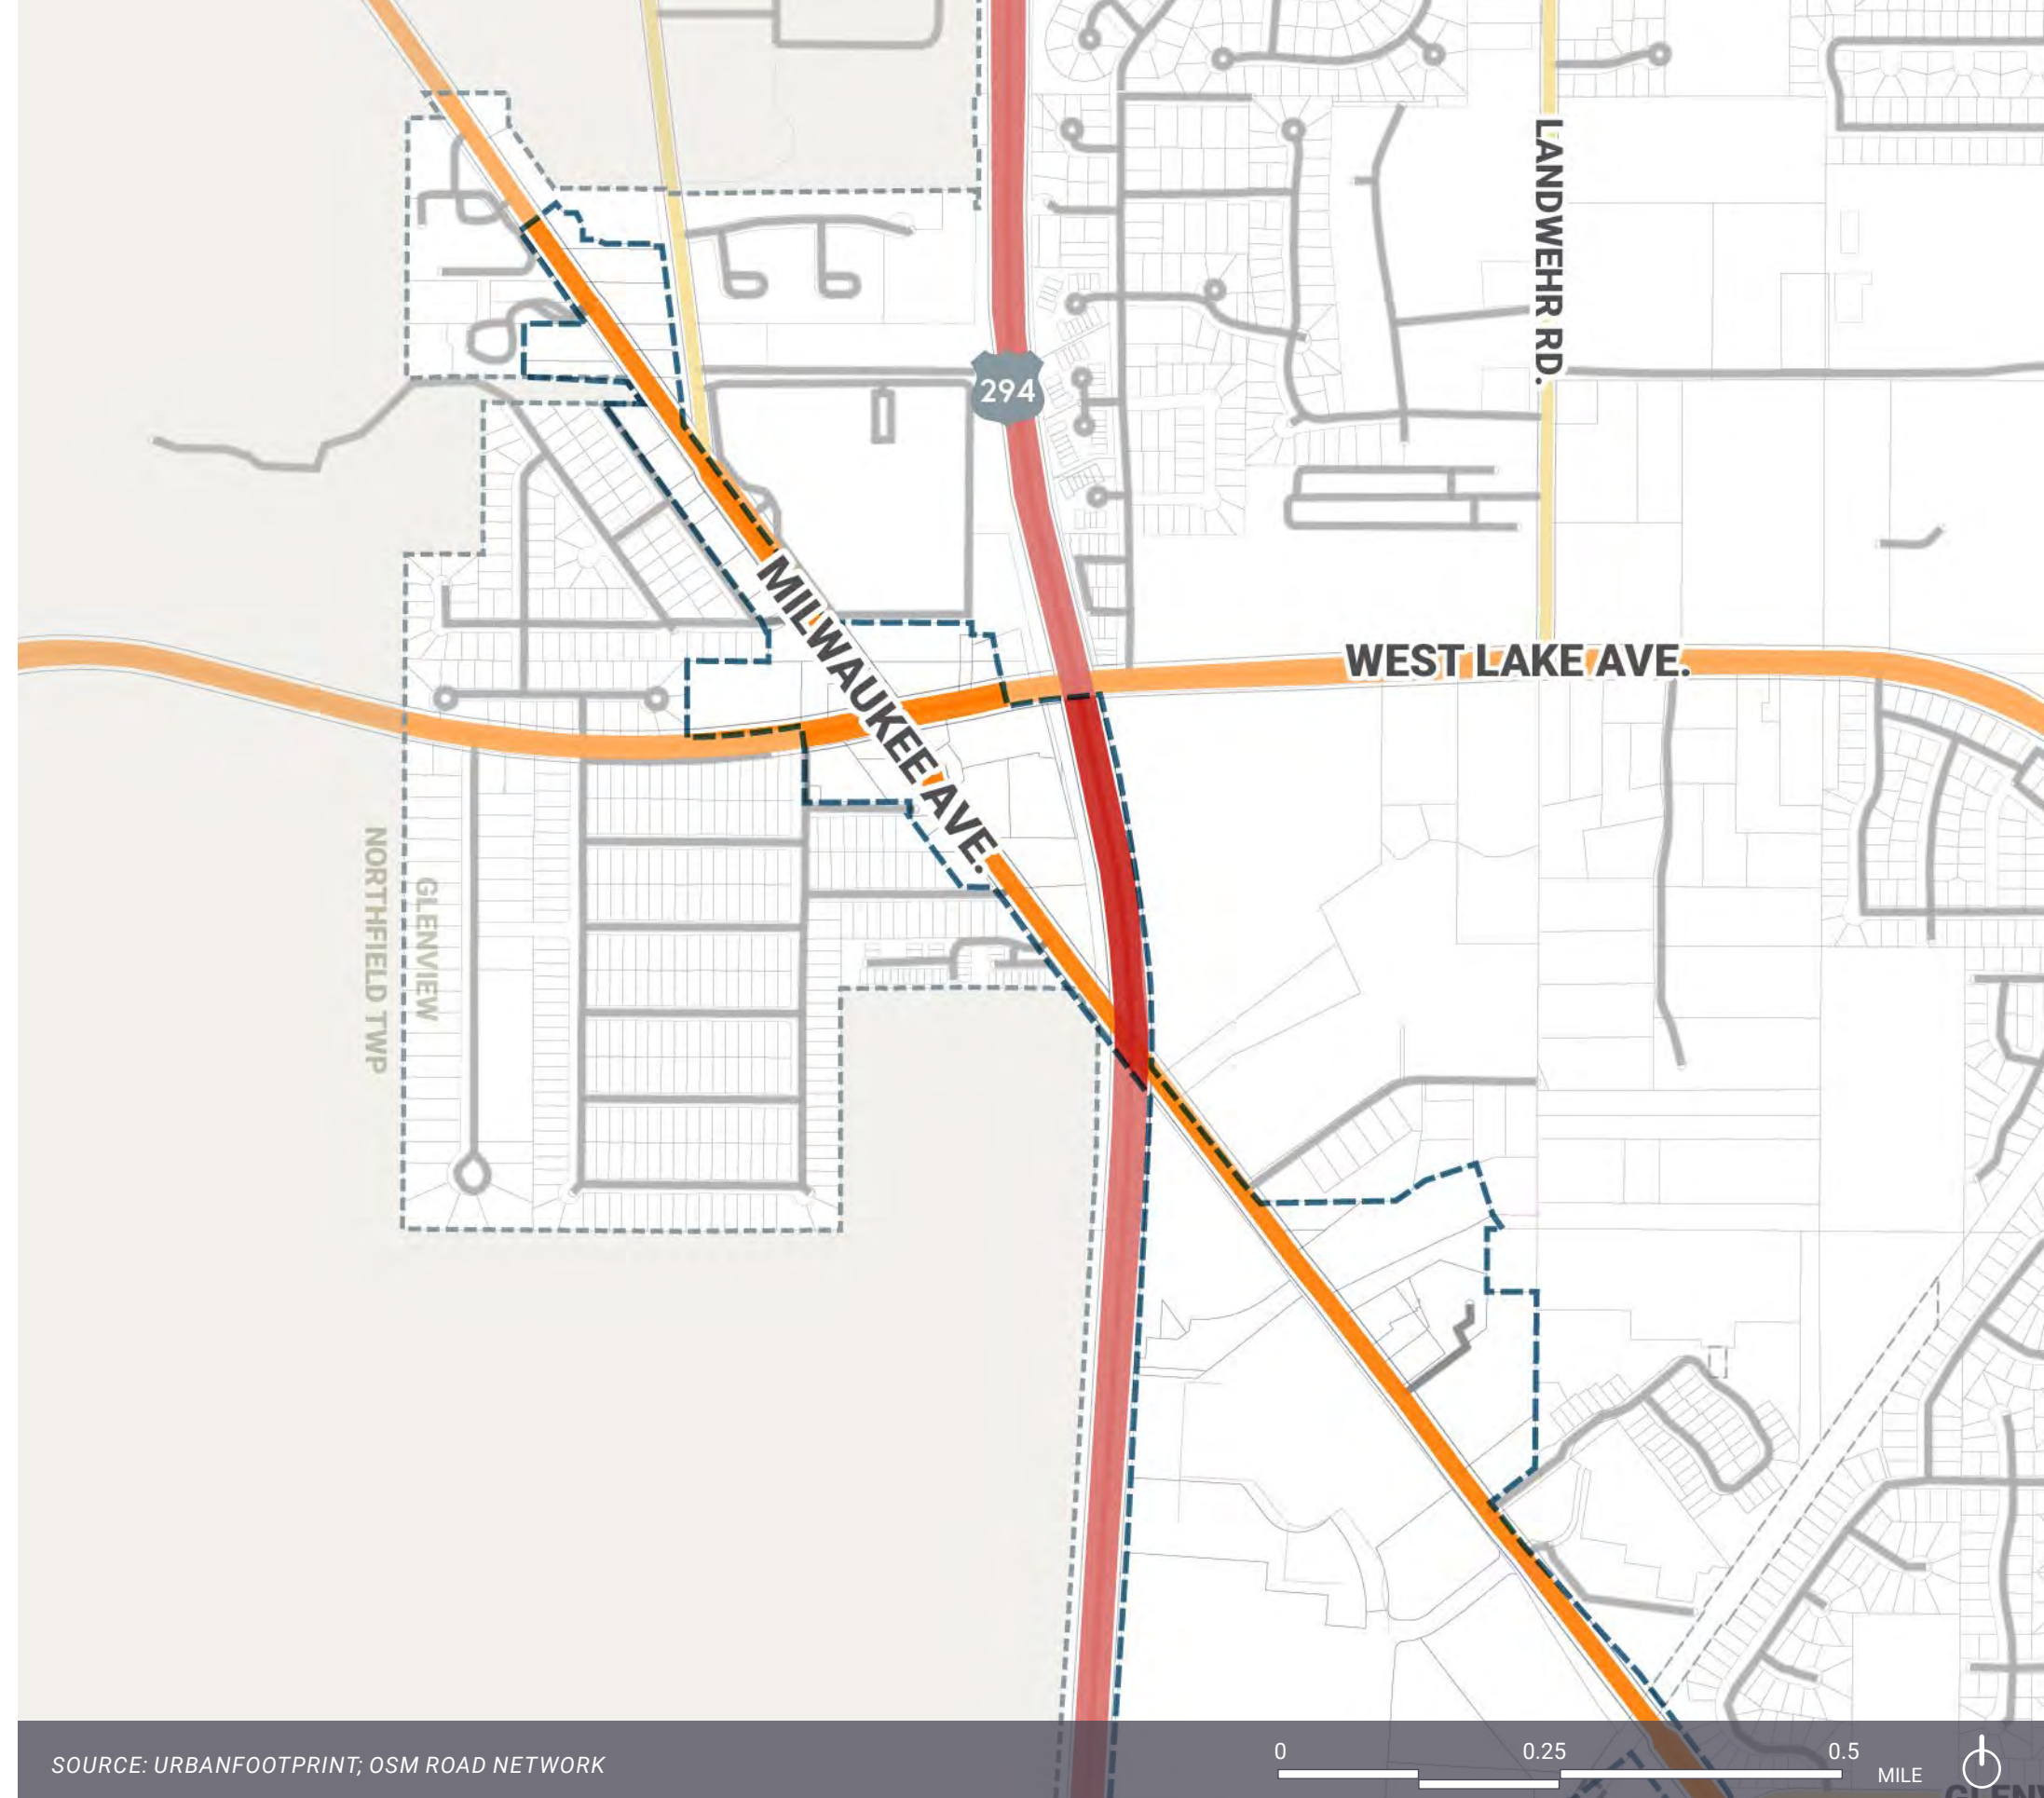 LANDWEHR RD.
294
MILWAUKEE AVE.
WEST LAKE AVE.
NORTHFIELD TWP
GLENVIEW
SOURCE: URBANFOOTPRINT; OSM ROAD NETWORK
0 0.25 0.5
MILE